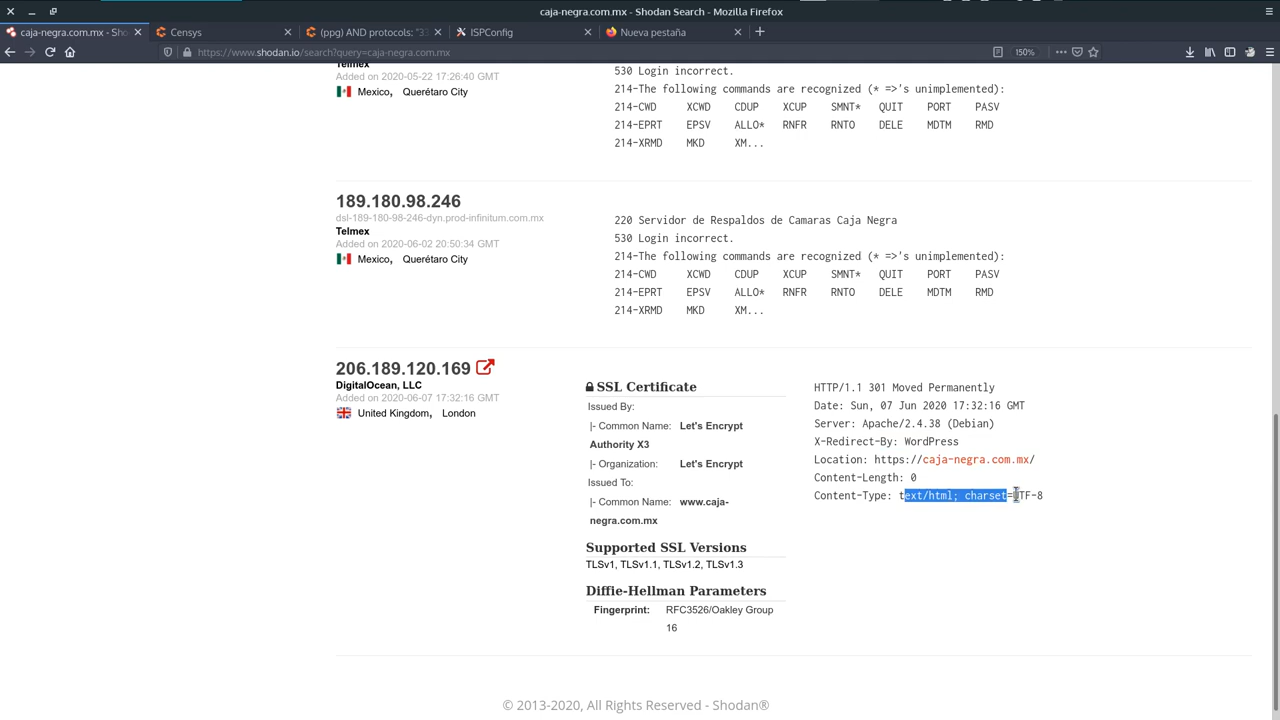 caja-negra.com.mx - Shodan Search - Mozilla Firefox
caja-negra.com.mx - Sho
Censys
(ppg) AND protocols: "33
ISPConfig
Nueva pestaña
https://www.shodan.io/search?query=caja-negra.com.mx
150%
Telmex
Added on 2020-05-22 17:26:40 GMT
Mexico, Querétaro City
530 Login incorrect.
214-The following commands are recognized (* =>'s unimplemented):
214-CWD XCWD CDUP XCUP SMNT* QUIT PORT PASV
214-EPRT EPSV ALLO* RNFR RNTO DELE MDTM RMD
214-XRMD MKD XM...
189.180.98.246
dsl-189-180-98-246-dyn.prod-infinitum.com.mx
Telmex
Added on 2020-06-02 20:50:34 GMT
Mexico, Querétaro City
220 Servidor de Respaldos de Camaras Caja Negra
530 Login incorrect.
214-The following commands are recognized (* =>'s unimplemented):
214-CWD XCWD CDUP XCUP SMNT* QUIT PORT PASV
214-EPRT EPSV ALLO* RNFR RNTO DELE MDTM RMD
214-XRMD MKD XM...
206.189.120.169
DigitalOcean, LLC
Added on 2020-06-07 17:32:16 GMT
United Kingdom, London
SSL Certificate
Issued By:
|- Common Name: Let's Encrypt
Authority X3
|- Organization: Let's Encrypt
Issued To:
|- Common Name: www.caja-
negra.com.mx
Supported SSL Versions
TLSv1, TLSv1.1, TLSv1.2, TLSv1.3
Diffie-Hellman Parameters
Fingerprint: RFC3526/Oakley Group
16
HTTP/1.1 301 Moved Permanently
Date: Sun, 07 Jun 2020 17:32:16 GMT
Server: Apache/2.4.38 (Debian)
X-Redirect-By: WordPress
Location: https://caja-negra.com.mx/
Content-Length: 0
Content-Type: text/html; charset=UTF-8
© 2013-2020, All Rights Reserved - Shodan®